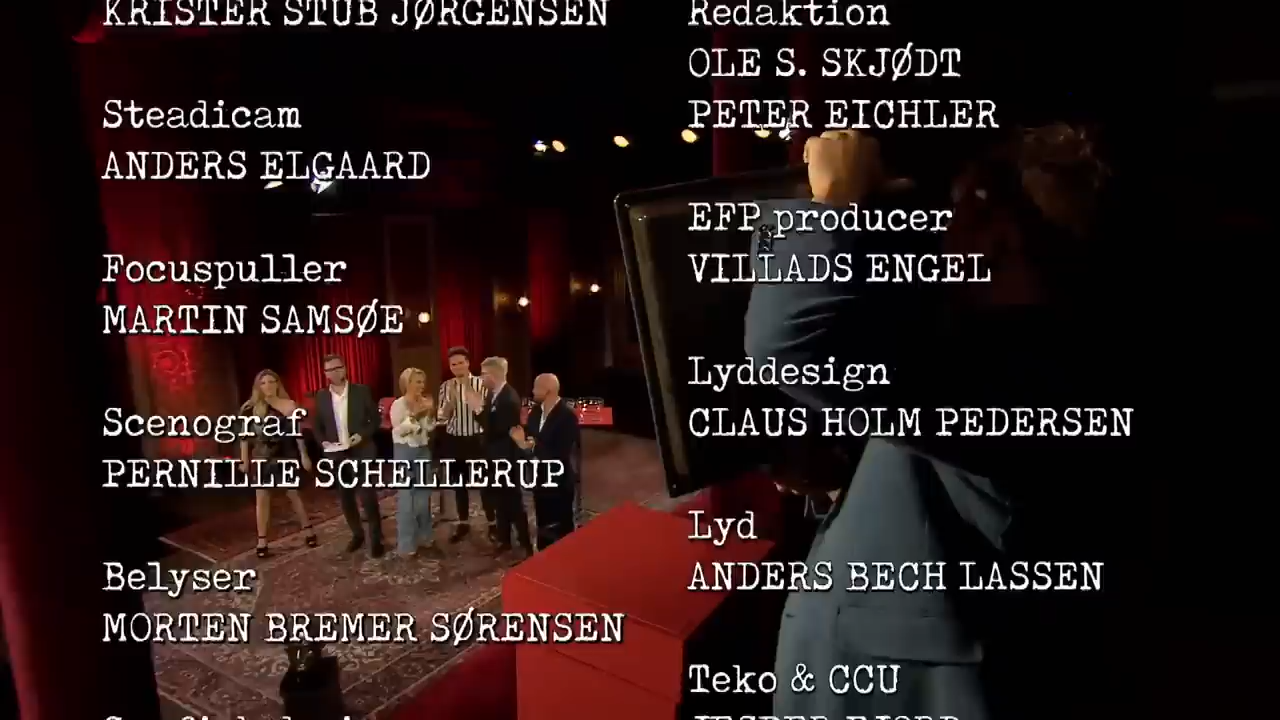 KRISTER STUB JØRGENSEN
Steadicam
ANDERS ELGAARD
Focuspuller
MARTIN SAMSØE
Scenograf
PERNILLE SCHELLERUP
Belyser
MORTEN BREMER SØRENSEN
Redaktion
OLE S. SKJØDT
PETER EICHLER
EFP producer
VILLADS ENGEL
Lyddesign
CLAUS HOLM PEDERSEN
Lyd
ANDERS BECH LASSEN
Teko & CCU